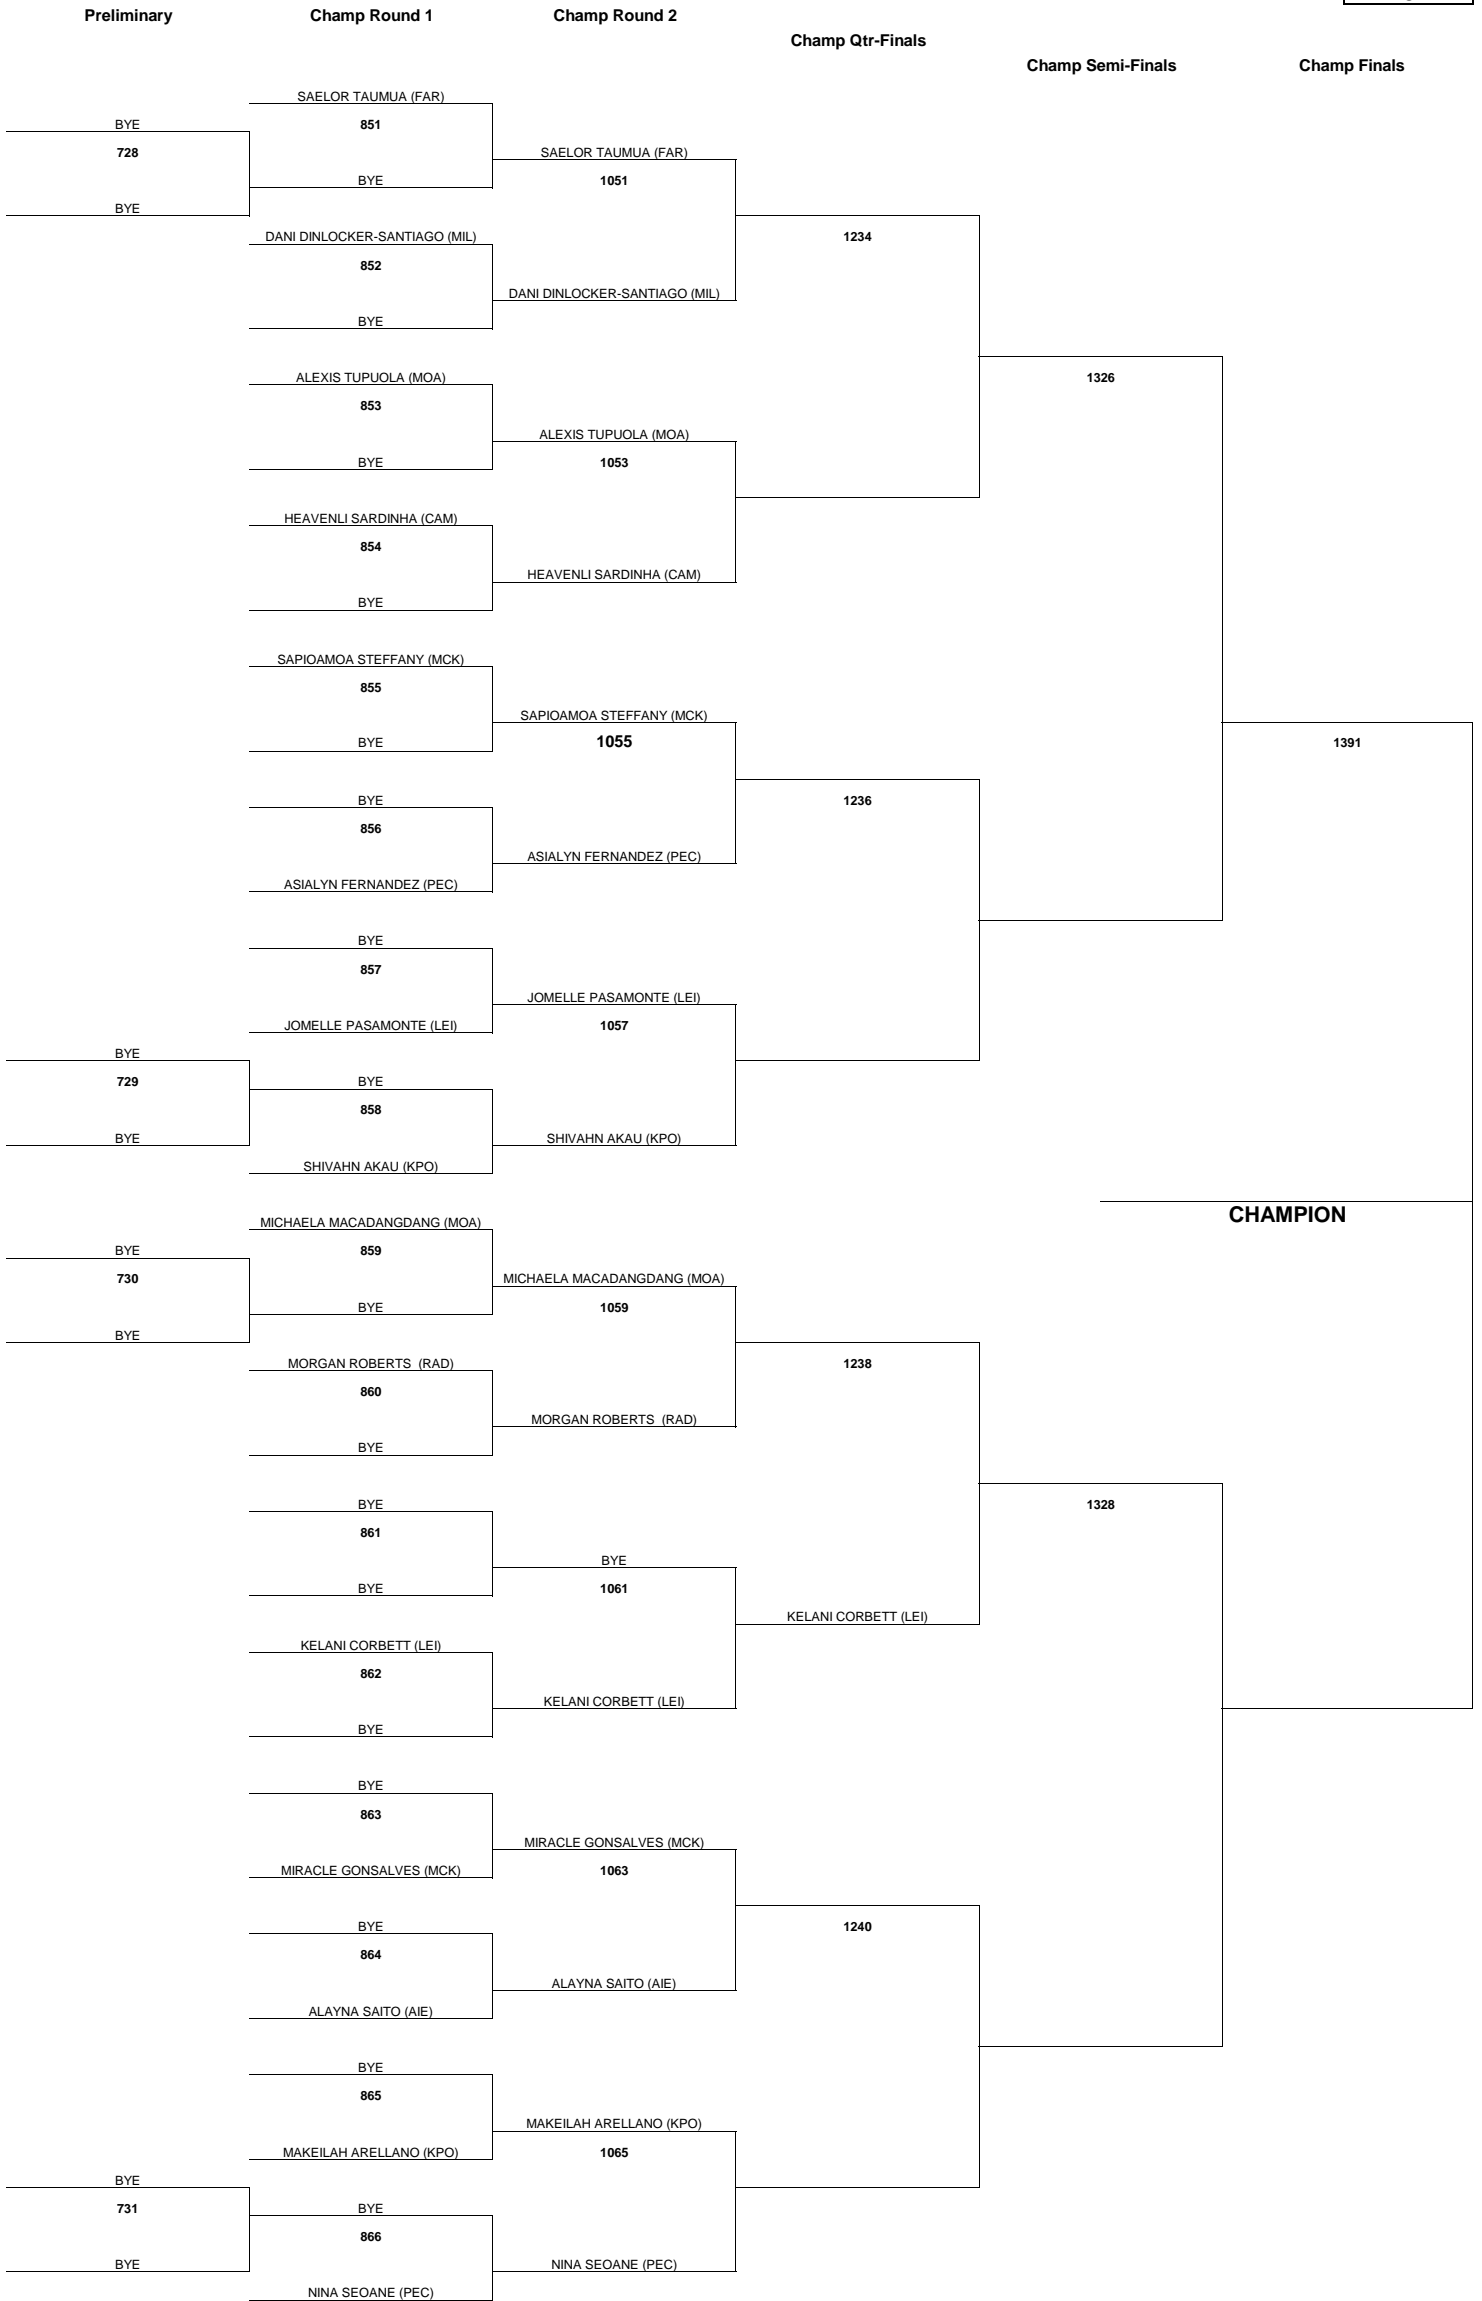 Preliminary
Champ Round 1
Champ Round 2
Champ Qtr-Finals
Champ Semi-Finals
Champ Finals
SAELOR TAUMUA (FAR)
BYE
851
728
SAELOR TAUMUA (FAR)
BYE
1051
BYE
DANI DINLOCKER-SANTIAGO (MIL)
1234
852
DANI DINLOCKER-SANTIAGO (MIL)
BYE
ALEXIS TUPUOLA (MOA)
1326
853
ALEXIS TUPUOLA (MOA)
BYE
1053
HEAVENLI SARDINHA (CAM)
854
HEAVENLI SARDINHA (CAM)
BYE
SAPIOAMOA STEFFANY (MCK)
855
SAPIOAMOA STEFFANY (MCK)
BYE
1055
1391
BYE
1236
856
ASIALYN FERNANDEZ (PEC)
ASIALYN FERNANDEZ (PEC)
BYE
857
JOMELLE PASAMONTE (LEI)
JOMELLE PASAMONTE (LEI)
1057
BYE
729
BYE
858
BYE
SHIVAHN AKAU (KPO)
SHIVAHN AKAU (KPO)
CHAMPION
MICHAELA MACADANGDANG (MOA)
BYE
859
730
MICHAELA MACADANGDANG (MOA)
BYE
1059
BYE
MORGAN ROBERTS (RAD)
1238
860
MORGAN ROBERTS (RAD)
BYE
BYE
1328
861
BYE
BYE
1061
KELANI CORBETT (LEI)
KELANI CORBETT (LEI)
862
KELANI CORBETT (LEI)
BYE
BYE
863
MIRACLE GONSALVES (MCK)
MIRACLE GONSALVES (MCK)
1063
BYE
1240
864
ALAYNA SAITO (AIE)
ALAYNA SAITO (AIE)
BYE
865
MAKEILAH ARELLANO (KPO)
MAKEILAH ARELLANO (KPO)
1065
BYE
731
BYE
866
BYE
NINA SEOANE (PEC)
NINA SEOANE (PEC)